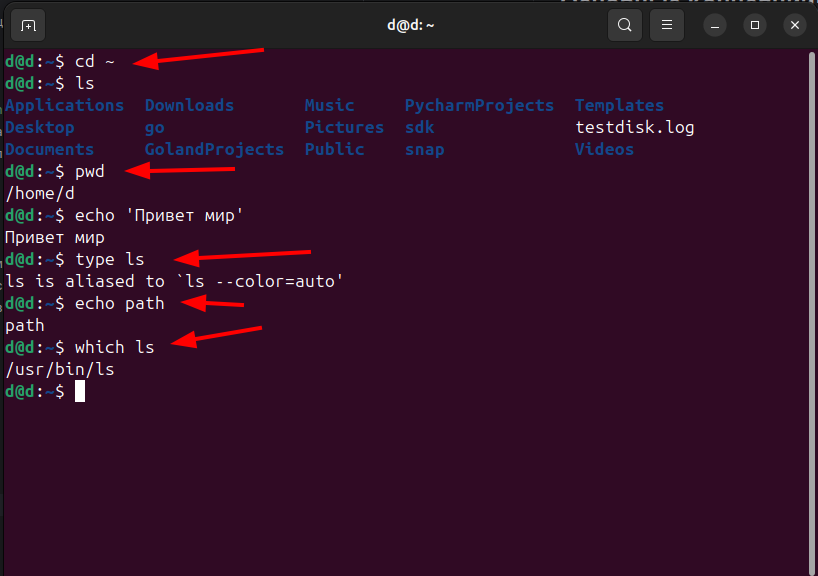 d@d: ~
d@d:~$ cd ~
d@d:~$ ls
Applications Downloads Music PycharmProjects Templates
Desktop go Pictures sdk testdisk.log
Documents GolandProjects Public snap Videos
d@d:~$ pwd
/home/d
d@d:~$ echo 'Привет мир'
Привет мир
d@d:~$ type ls
ls is aliased to `ls --color=auto'
d@d:~$ echo path
path
d@d:~$ which ls
/usr/bin/ls
d@d:~$